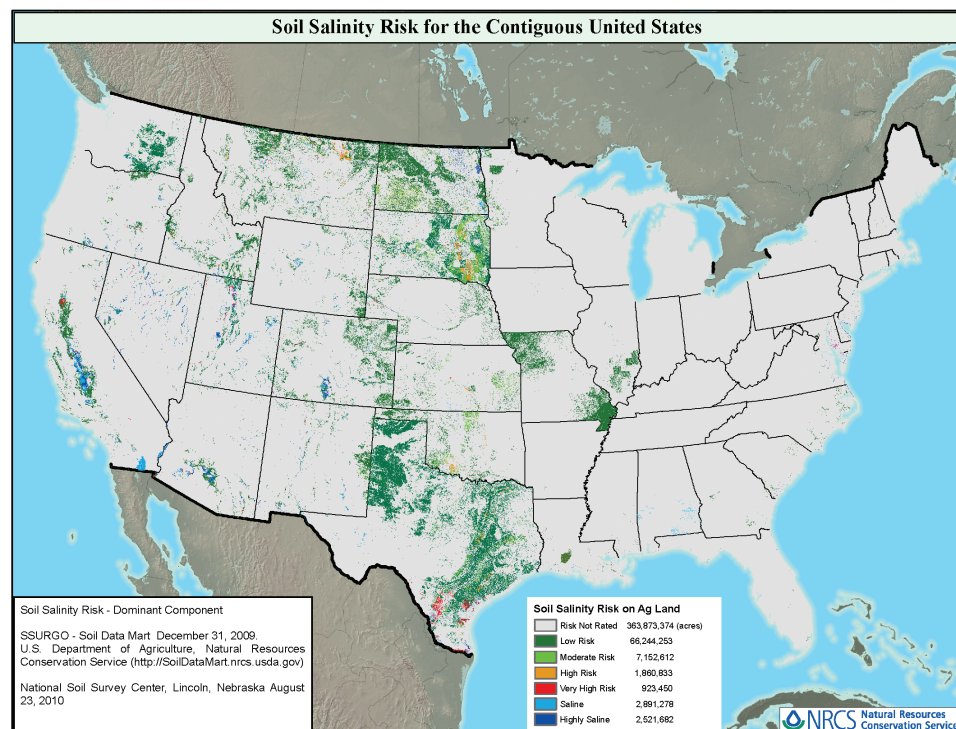 Soil Salinity Risk for the Contiguous United States
Soil Salinity Risk - Dominant Component
SSURGO - Soil Data Mart December 31, 2009.
U.S. Department of Agriculture, Natural Resources
Conservation Service (http://SoilDataMart.nrcs.usda.gov)
National Soil Survey Center, Lincoln, Nebraska August
23, 2010
Soil Salinity Risk on Ag Land
Risk Not Rated 363,873,374 (acres)
Low Risk 66,244,253
Moderate Risk 7,152,612
High Risk 1,860,833
Very High Risk 923,450
Saline 2,891,278
Highly Saline 2,521,682
NRCS Natural Resources
Conservation Service